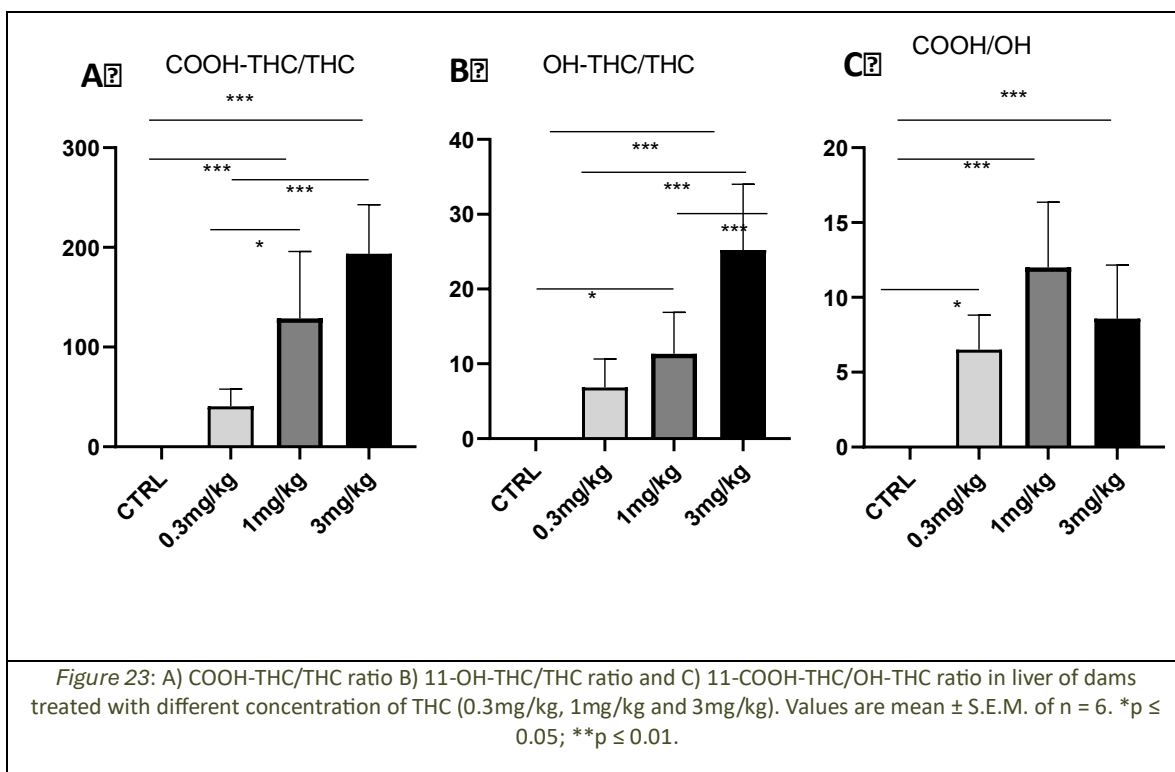 A⍰ COOH-THC/THC
***
***
***
*
300
200
100
0
CTRL
0.3mg/kg
1mg/kg
3mg/kg
B⍰ OH-THC/THC
***
***
***
*
40
30
20
10
0
CTRL
0.3mg/kg
1mg/kg
3mg/kg
C⍰ COOH/OH
***
***
*
20
15
10
5
0
CTRL
0.3mg/kg
1mg/kg
3mg/kg
Figure 23: A) COOH-THC/THC ratio B) 11-OH-THC/THC ratio and C) 11-COOH-THC/OH-THC ratio in liver of dams
treated with different concentration of THC (0.3mg/kg, 1mg/kg and 3mg/kg). Values are mean ± S.E.M. of n = 6. *p ≤
0.05; **p ≤ 0.01.